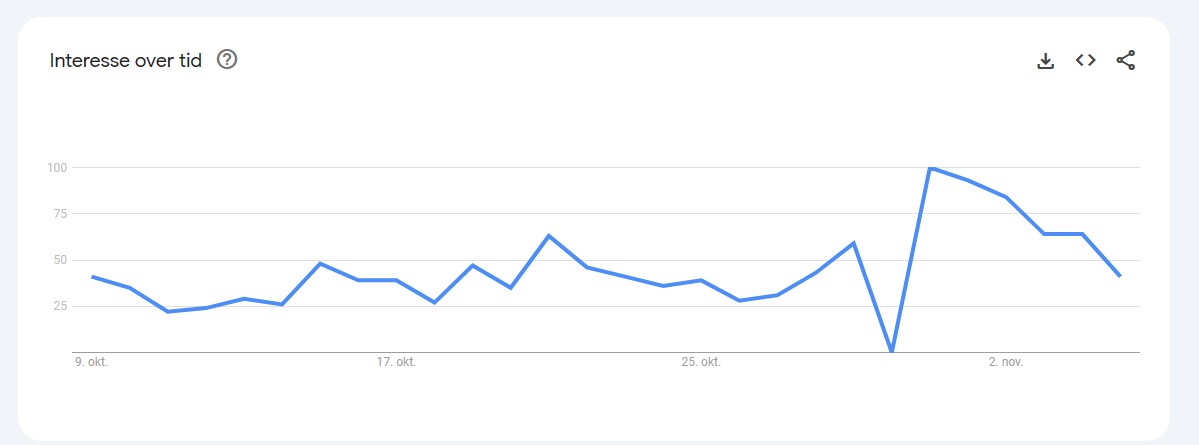 Interesse over tid
100
75
50
25
9. okt.
17. okt.
25. okt.
2. nov.